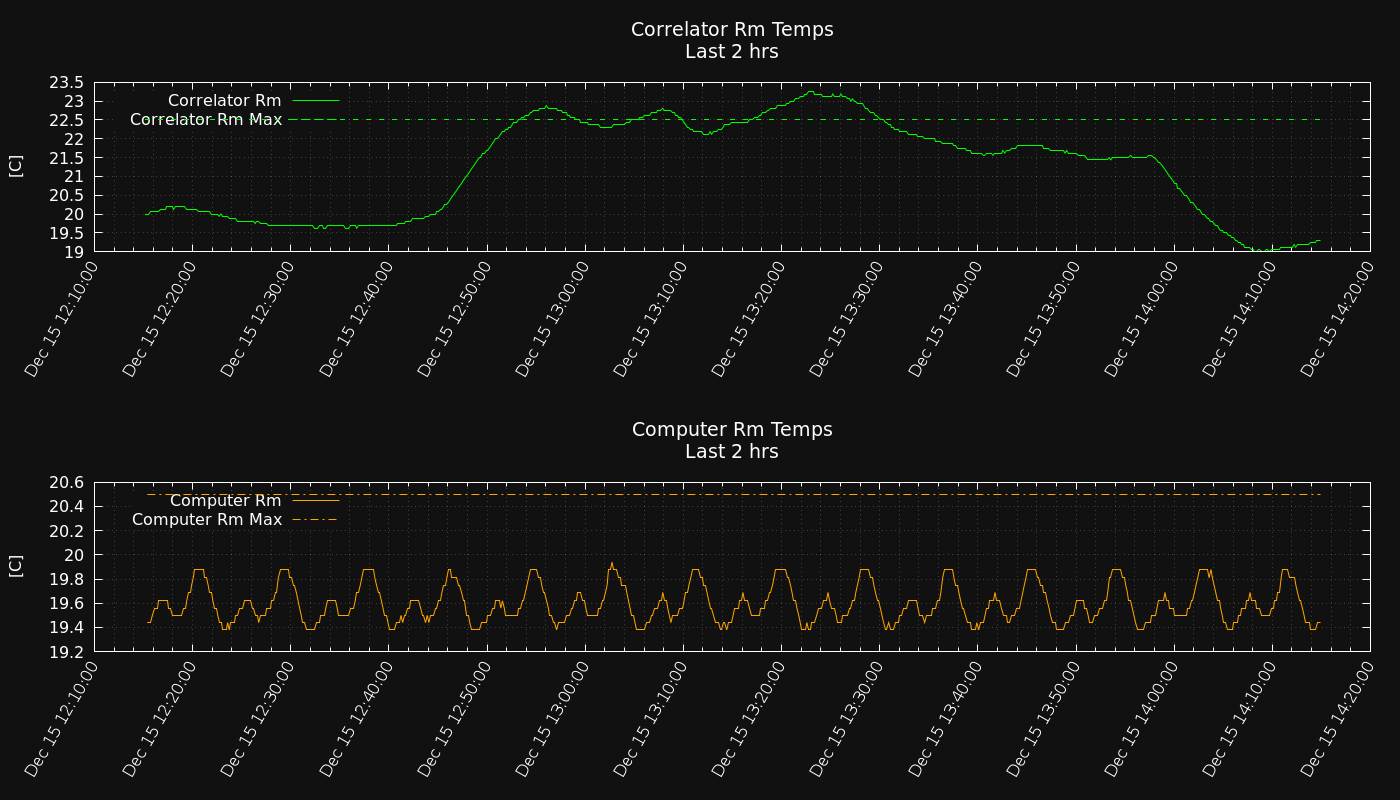 Correlator Rm Temps
Last 2 hrs
23.5
23
22.5
22
21.5
21
20.5
20
19.5
19
[C]
Correlator Rm
Correlator Rm Max
Dec 15 12:10:00
Dec 15 12:20:00
Dec 15 12:30:00
Dec 15 12:40:00
Dec 15 12:50:00
Dec 15 13:00:00
Dec 15 13:10:00
Dec 15 13:20:00
Dec 15 13:30:00
Dec 15 13:40:00
Dec 15 13:50:00
Dec 15 14:00:00
Dec 15 14:10:00
Dec 15 14:20:00
Computer Rm Temps
Last 2 hrs
20.6
20.4
20.2
20
19.8
19.6
19.4
19.2
[C]
Computer Rm
Computer Rm Max
Dec 15 12:10:00
Dec 15 12:20:00
Dec 15 12:30:00
Dec 15 12:40:00
Dec 15 12:50:00
Dec 15 13:00:00
Dec 15 13:10:00
Dec 15 13:20:00
Dec 15 13:30:00
Dec 15 13:40:00
Dec 15 13:50:00
Dec 15 14:00:00
Dec 15 14:10:00
Dec 15 14:20:00